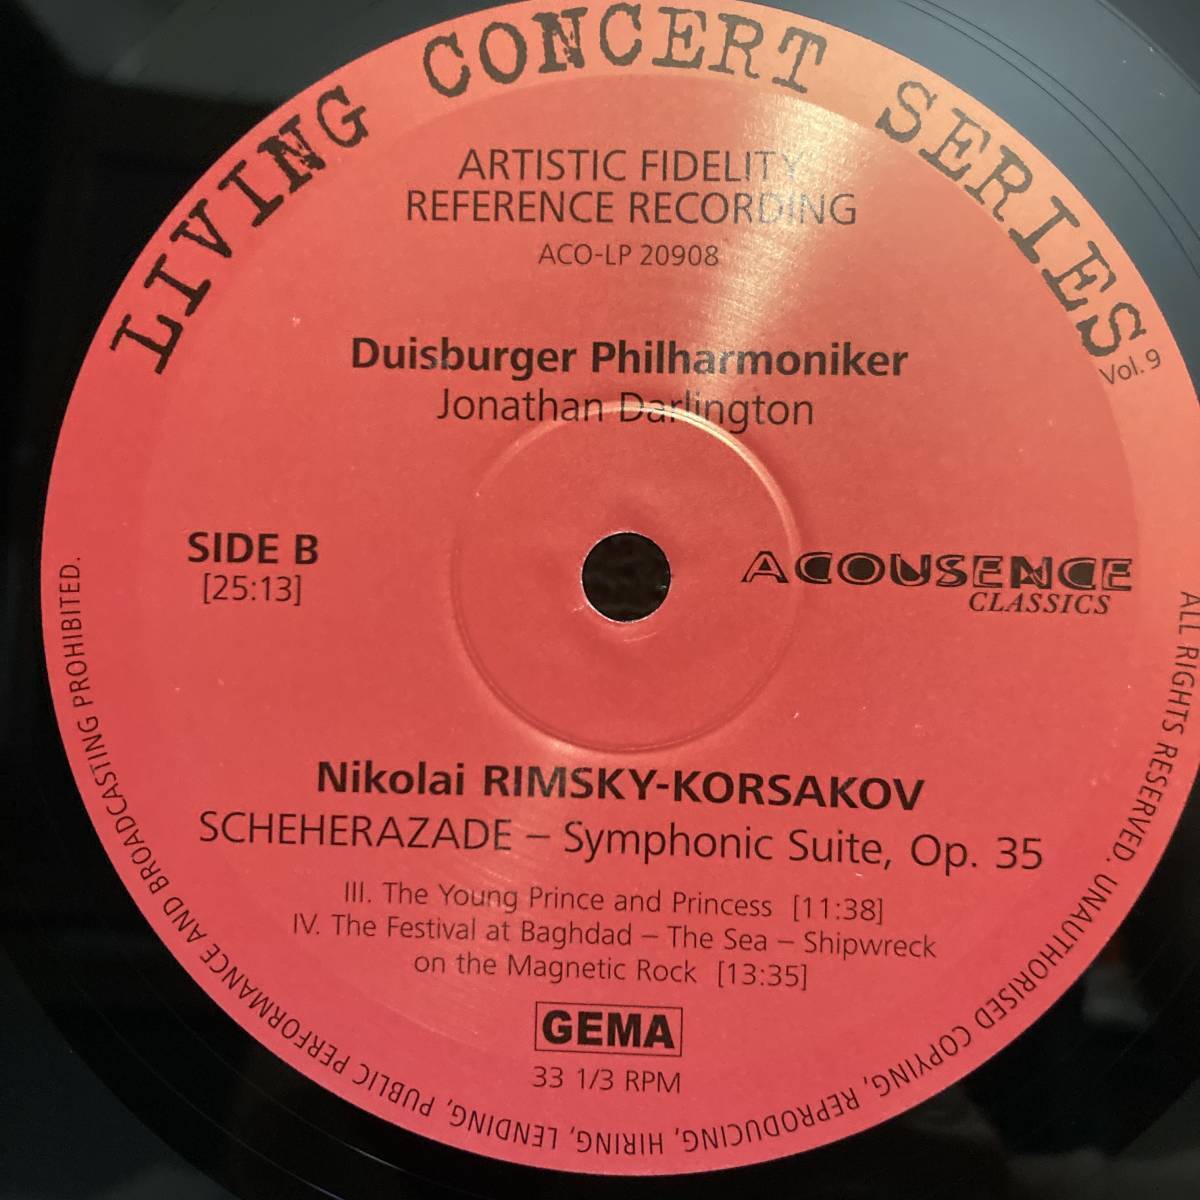 LIVING CONCERT SERIES
Vol. 9
ARTISTIC FIDELITY
REFERENCE RECORDING
ACO-LP 20908
Duisburger Philharmoniker
Jonathan Darlington
SIDE B
[25:13]
ACOUSENCE
CLASSICS
Nikolai RIMSKY-KORSAKOV
SCHEHERAZADE – Symphonic Suite, Op. 35
III. The Young Prince and Princess [11:38]
IV. The Festival at Baghdad – The Sea – Shipwreck
on the Magnetic Rock [13:35]
GEMA
33 1/3 RPM
ALL RIGHTS RESERVED. UNAUTHORISED COPYING, REPRODUCING, HIRING, LENDING, PUBLIC PERFORMANCE AND BROADCASTING PROHIBITED.